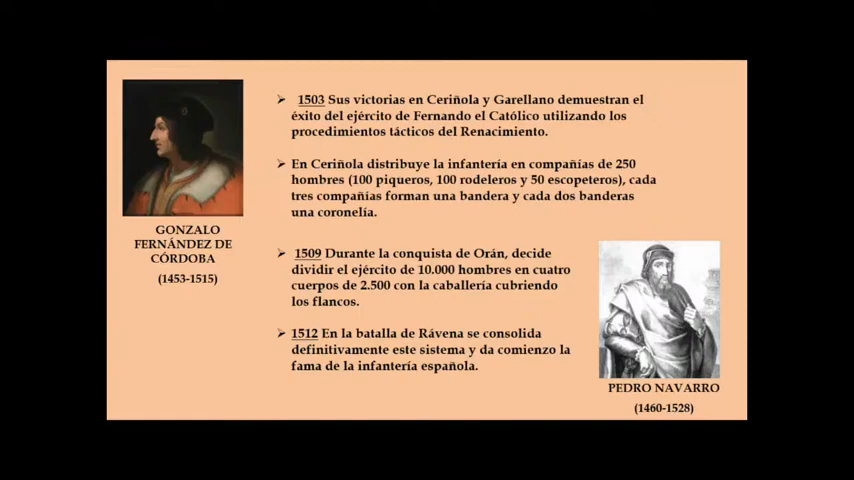 ➢ 1503 Sus victorias en Ceriñola y Garellano demuestran el
éxito del ejército de Fernando el Católico utilizando los
procedimientos tácticos del Renacimiento.
➢ En Ceriñola distribuye la infantería en compañías de 250
hombres (100 piqueros, 100 rodeleros y 50 escopeteros), cada
tres compañías forman una bandera y cada dos banderas
una coronelía.
GONZALO
FERNÁNDEZ DE
CÓRDOBA
(1453-1515)
➢ 1509 Durante la conquista de Orán, decide
dividir el ejército de 10.000 hombres en cuatro
cuerpos de 2.500 con la caballería cubriendo
los flancos.
➢ 1512 En la batalla de Rávena se consolida
definitivamente este sistema y da comienzo la
fama de la infantería española.
PEDRO NAVARRO
(1460-1528)